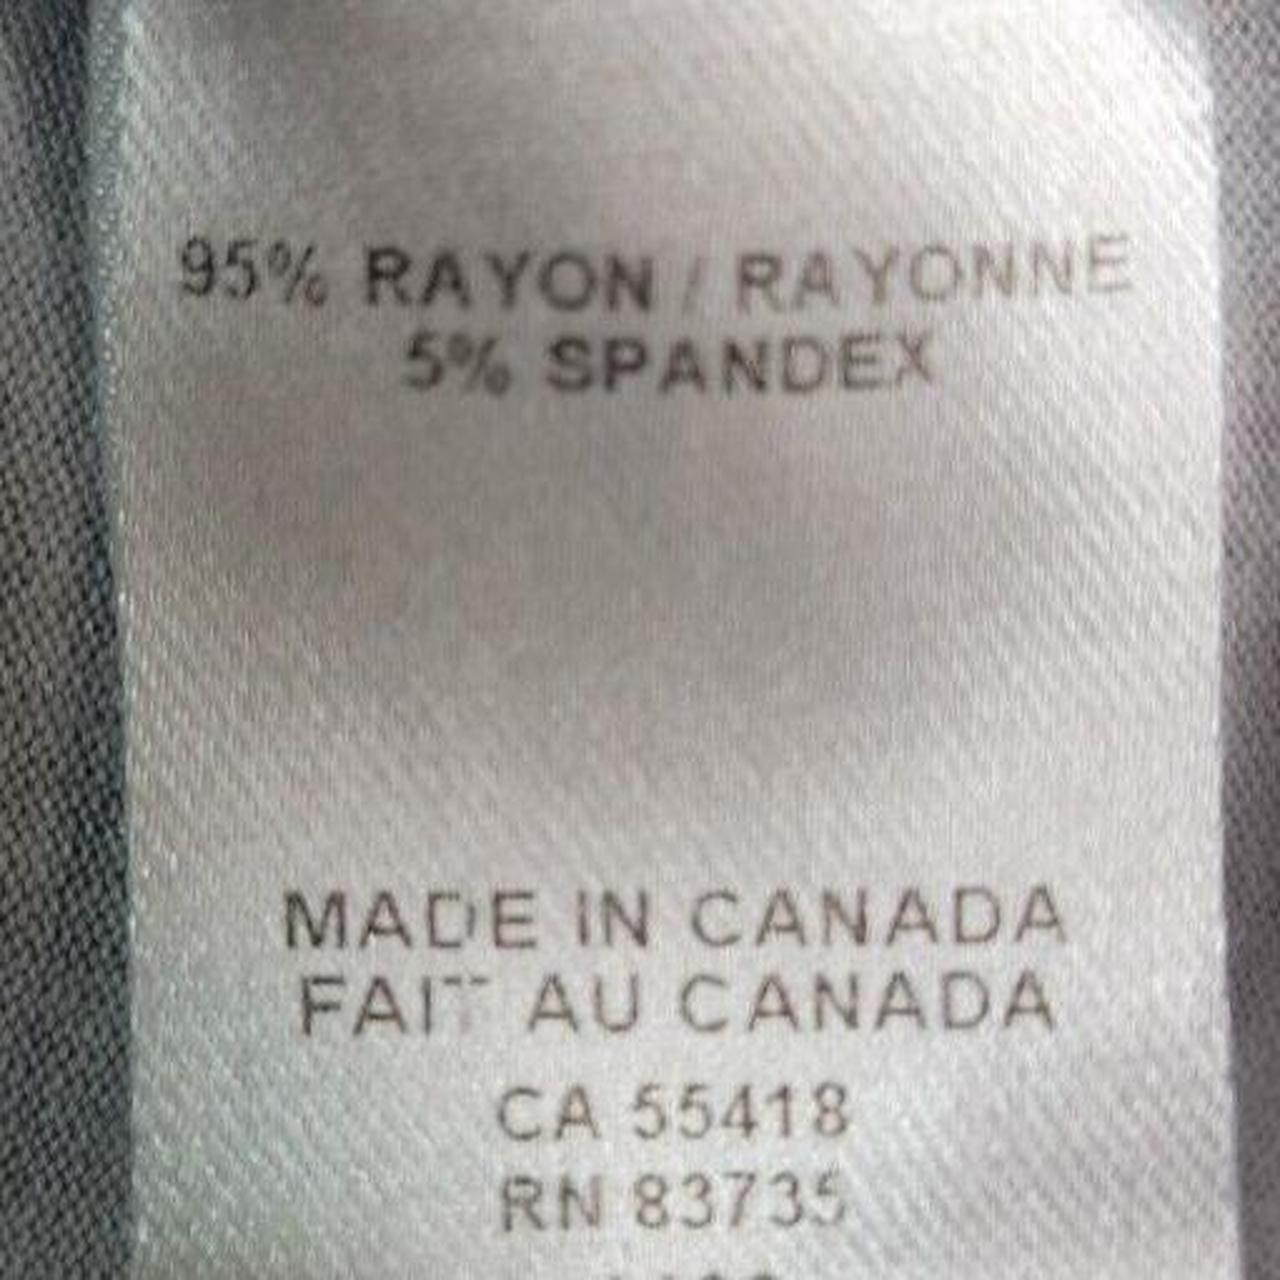 95% RAYON / RAYONNE
5% SPANDEX
MADE IN CANADA
FAIT AU CANADA
CA 55418
RN 83735